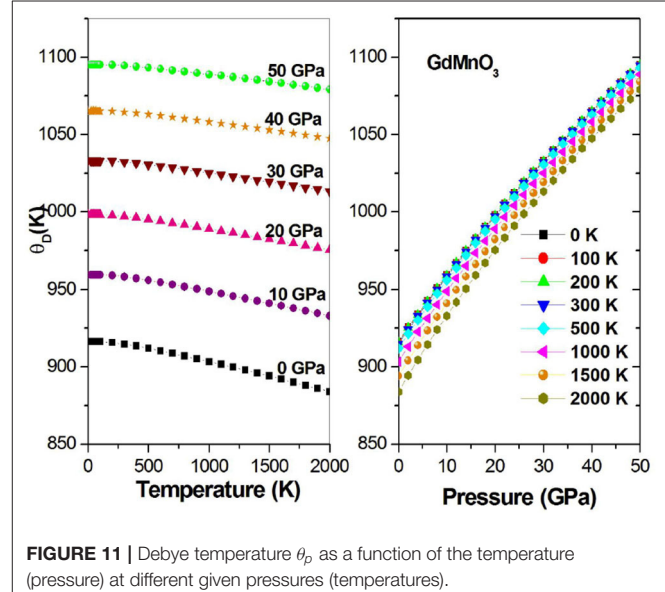 1100
1050
1000
950
900
850
θD(K)
50 GPa
40 GPa
30 GPa
20 GPa
10 GPa
0 GPa
0 500 1000 1500 2000
Temperature (K)
1100
1050
1000
950
900
850
GdMnO3
0 K
100 K
200 K
300 K
500 K
1000 K
1500 K
2000 K
0 10 20 30 40 50
Pressure (GPa)
FIGURE 11 | Debye temperature θp as a function of the temperature
(pressure) at different given pressures (temperatures).